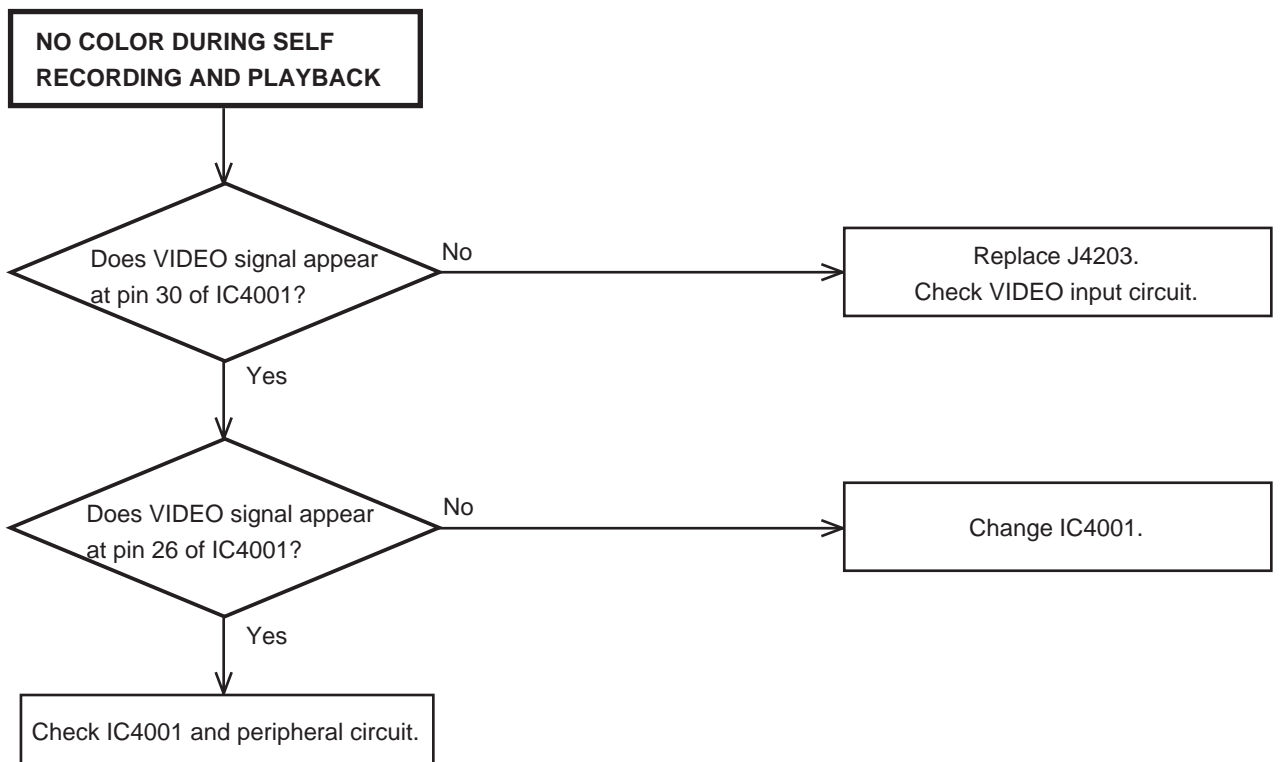 NO COLOR DURING SELF
RECORDING AND PLAYBACK
Does VIDEO signal appear
at pin 30 of IC4001?
No
Replace J4203.
Check VIDEO input circuit.
Yes
Does VIDEO signal appear
at pin 26 of IC4001?
No
Change IC4001.
Yes
Check IC4001 and peripheral circuit.